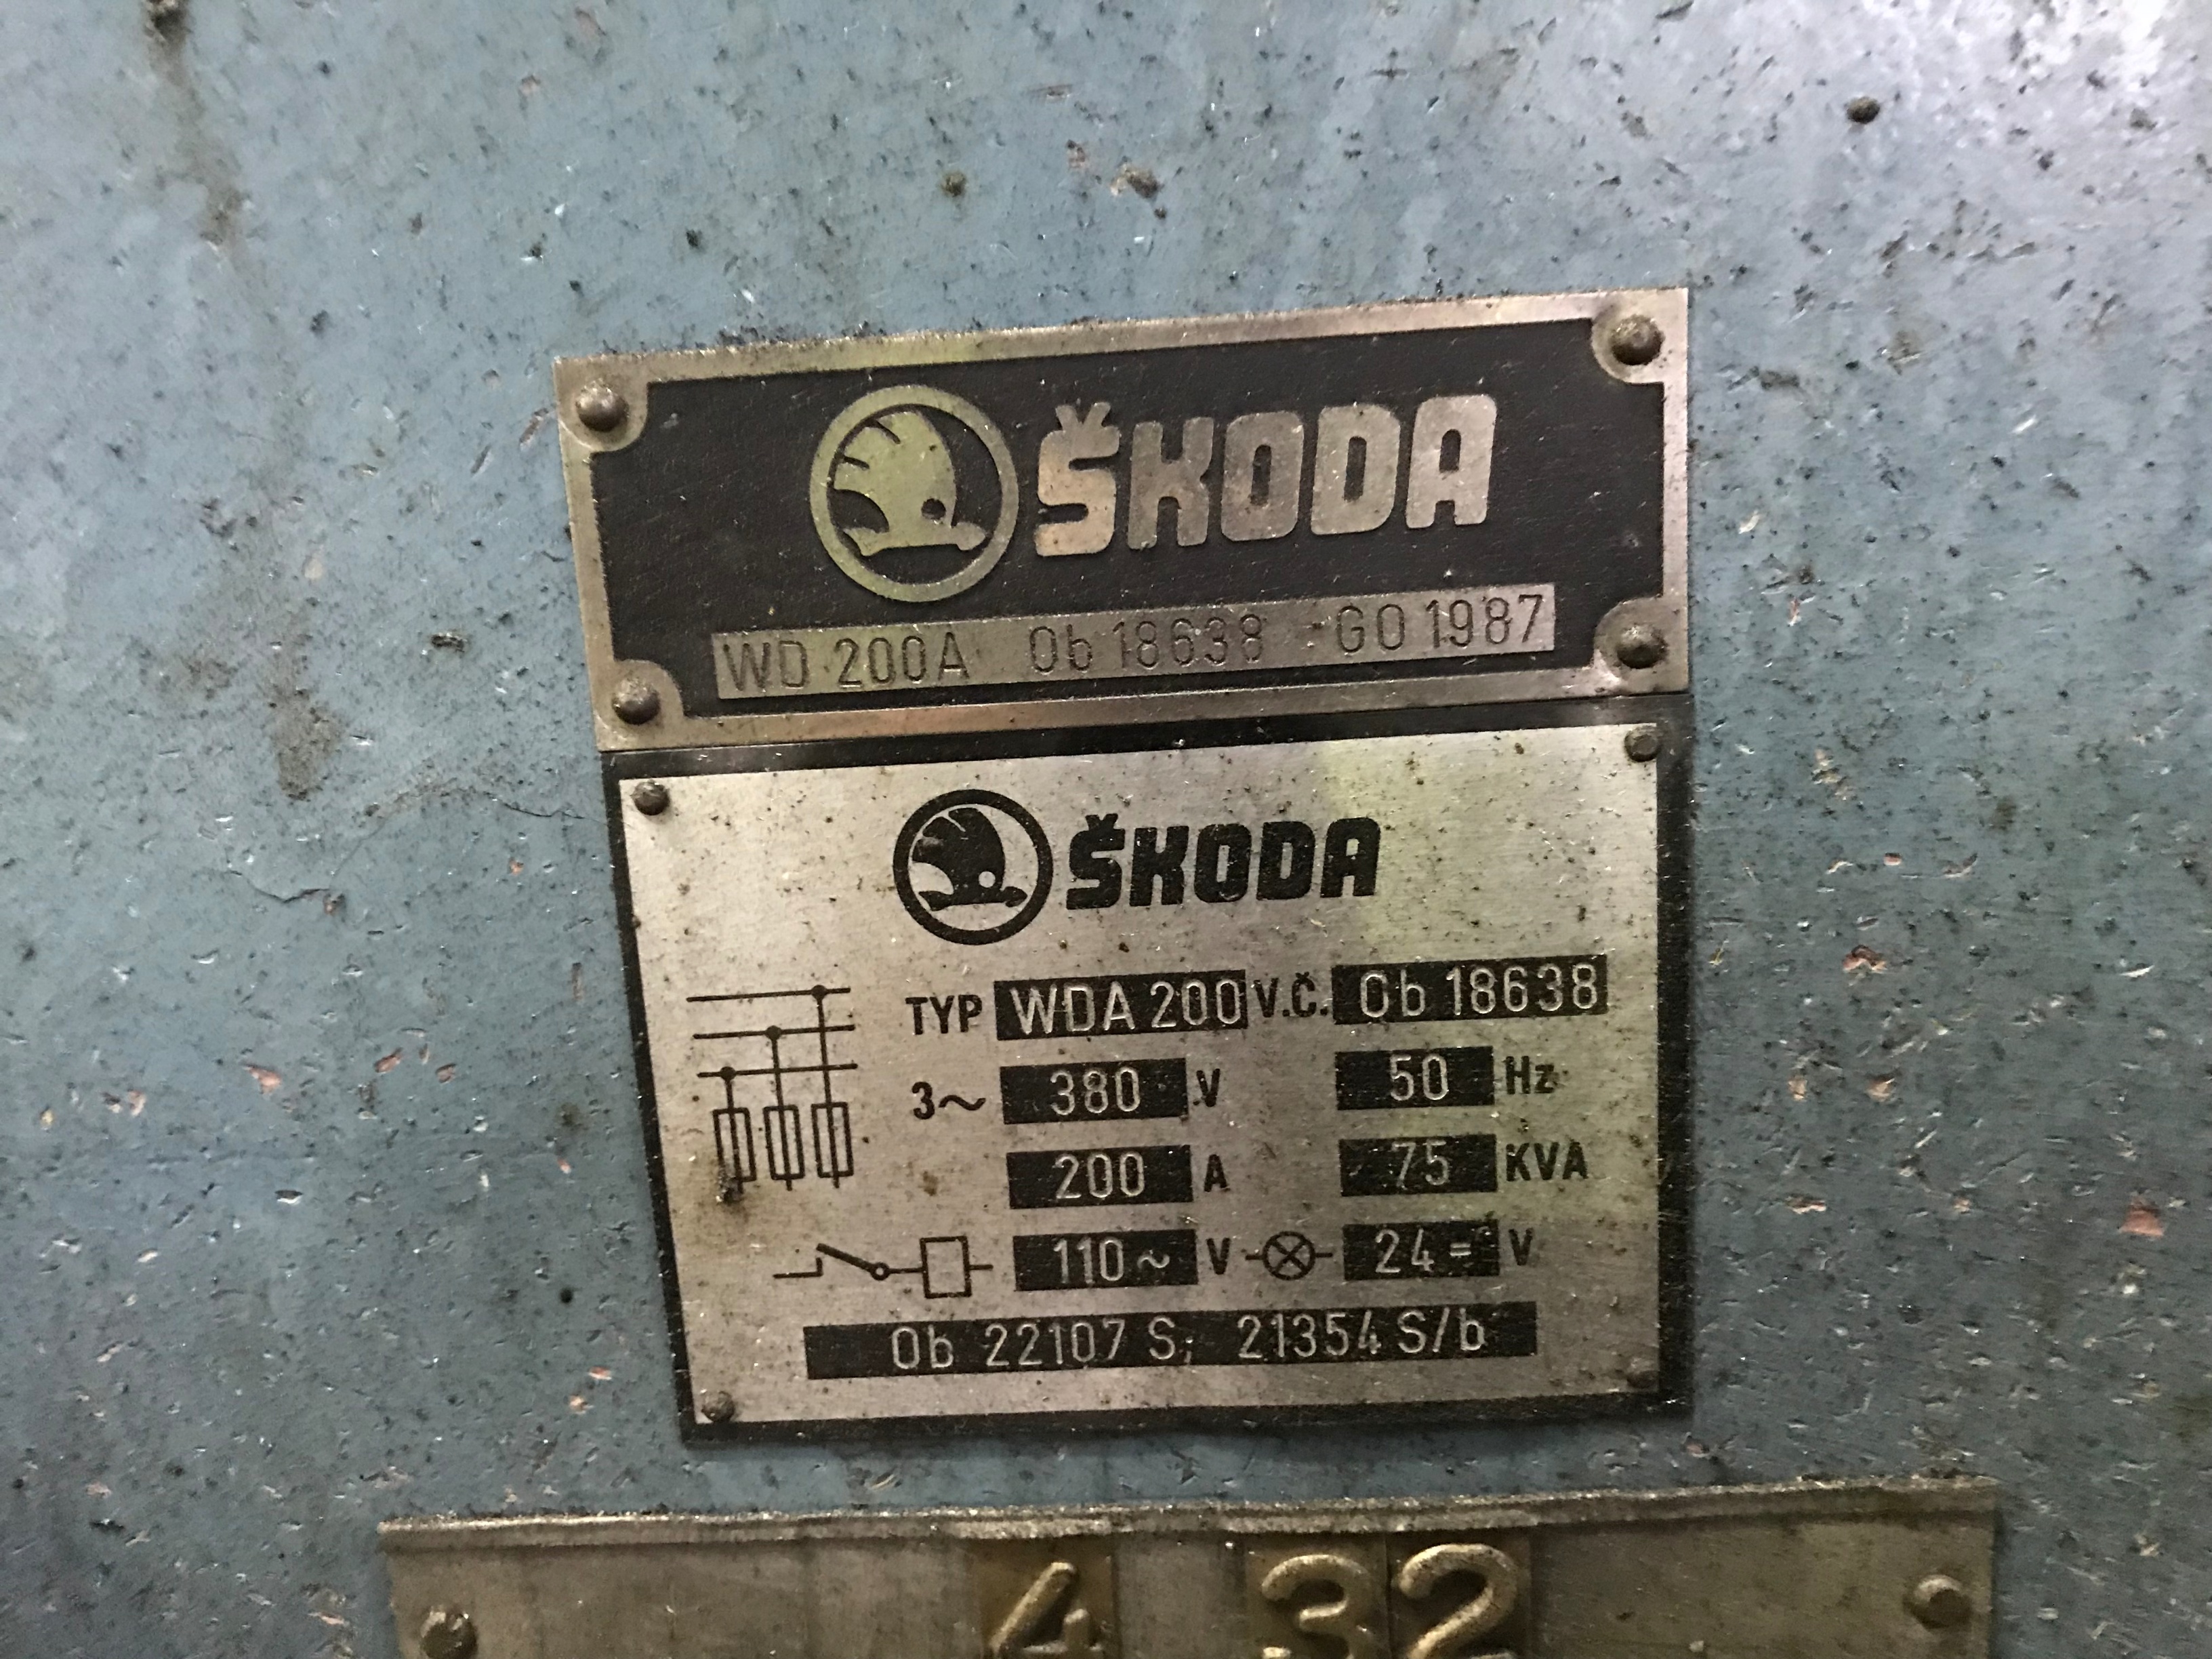 ŠKODA
WD 200A Ob 18638 GO 1987
ŠKODA
TYP WDA 200 V.Č. Ob 18638
3~ 380 V 50 Hz
200 A 75 KVA
110 ~ V 24 = V
Ob 22107 S; 21354 S/b
4 32